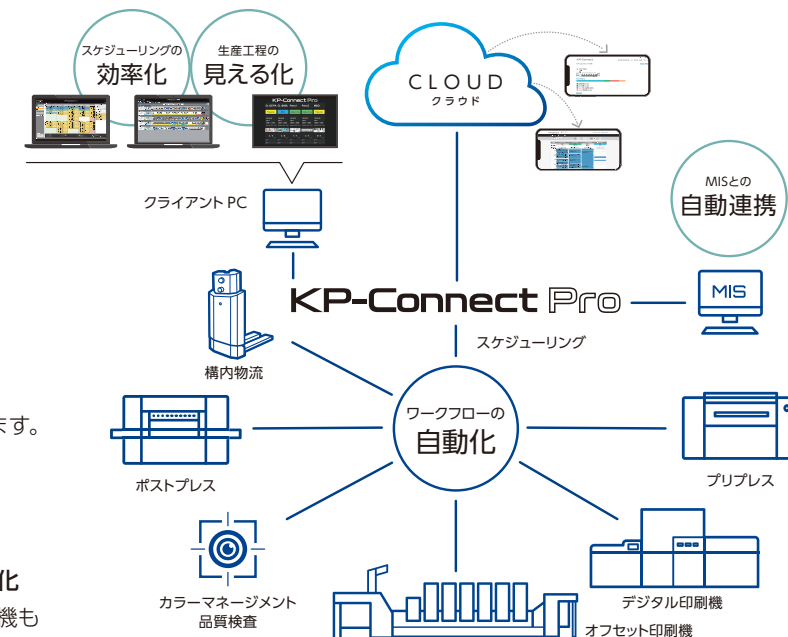 スケジューリングの
効率化
生産工程の
見える化
KP-Connect Pro
CLOUD
クラウド
MISとの
自動連携
クライアント PC
MIS
KP-Connect Pro
スケジューリング
構内物流
ワークフローの
自動化
ポストプレス
プリプレス
カラーマネージメント
品質検査
デジタル印刷機
オフセット印刷機
ます。
化
機も